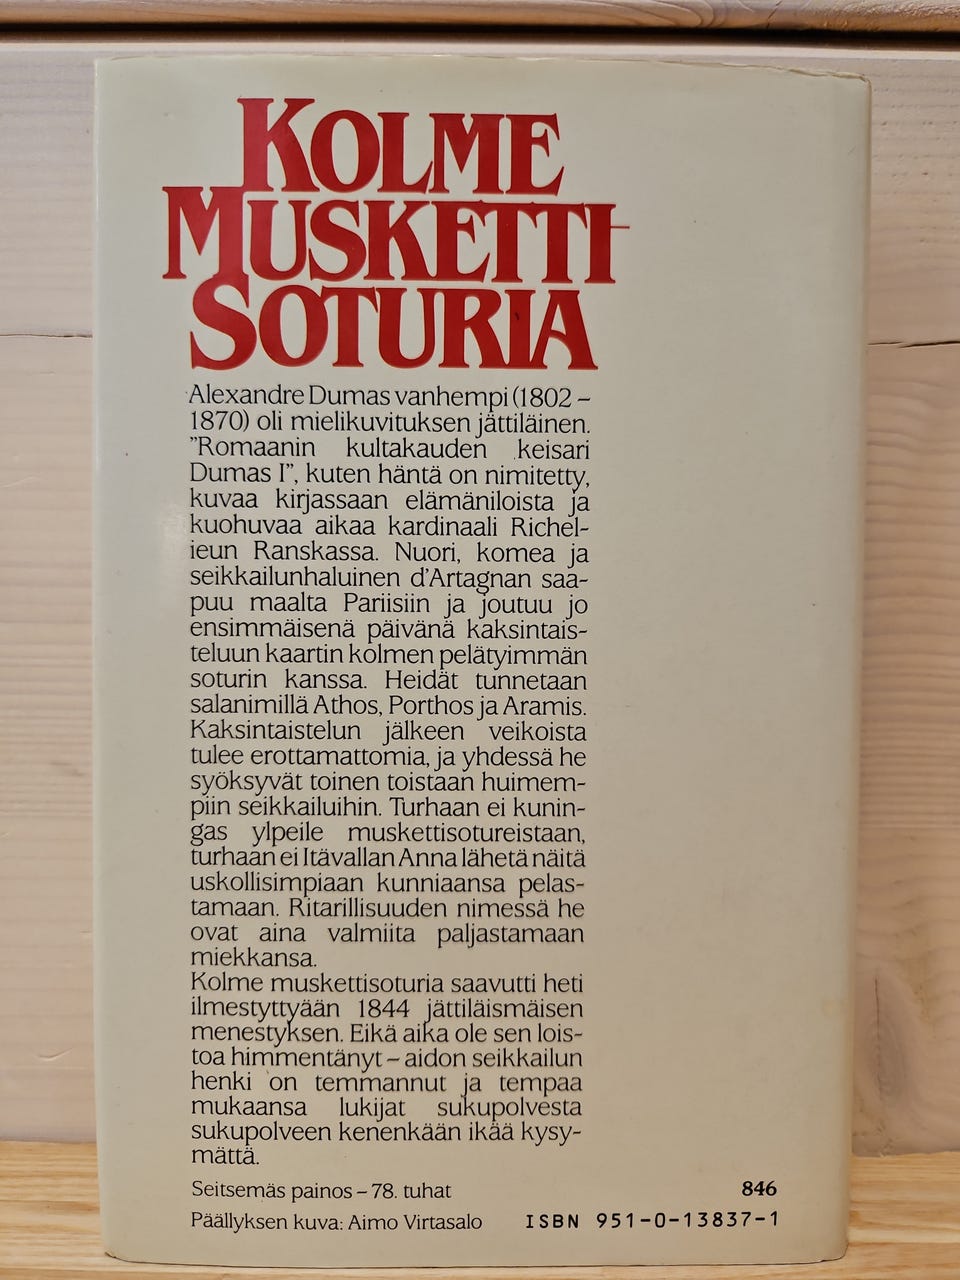 KOLME
MUSKETTI-
SOTURIA
Alexandre Dumas vanhempi (1802 –
1870) oli mielikuvituksen jättiläinen.
”Romaanin kultakauden keisari
Dumas I”, kuten häntä on nimitetty,
kuvaa kirjassaan elämäniloista ja
kuohuvaa aikaa kardinaali Richel-
ieun Ranskassa. Nuori, komea ja
seikkailunhaluinen d’Artagnan saa-
puu maalta Pariisiin ja joutuu jo
ensimmäisenä päivänä kaksintais-
teluun kaartin kolmen pelätyimmän
soturin kanssa. Heidät tunnetaan
salanimillä Athos, Porthos ja Aramis.
Kaksintaistelun jälkeen veikoista
tulee erottamattomia, ja yhdessä he
syöksyvät toinen toistaan huimem-
piin seikkailuihin. Turhaan ei kunin-
gas ylpeile muskettisotureistaan,
turhaan ei Itävallan Anna lähetä näitä
uskollisimpiaan kunniaansa pelas-
tamaan. Ritarillisuuden nimessä he
ovat aina valmiita paljastamaan
miekkansa.
Kolme muskettisoturia saavutti heti
ilmestyttyään 1844 jättiläismäisen
menestyksen. Eikä aika ole sen lois-
toa himmentänyt – aidon seikkailun
henki on temmannut ja tempaa
mukaansa lukijat sukupolvesta
sukupolveen kenenkään ikää kysy-
mättä.
Seitsemäs painos – 78. tuhat 846
Päällyksen kuva: Aimo Virtasalo ISBN 951-0-13837-1